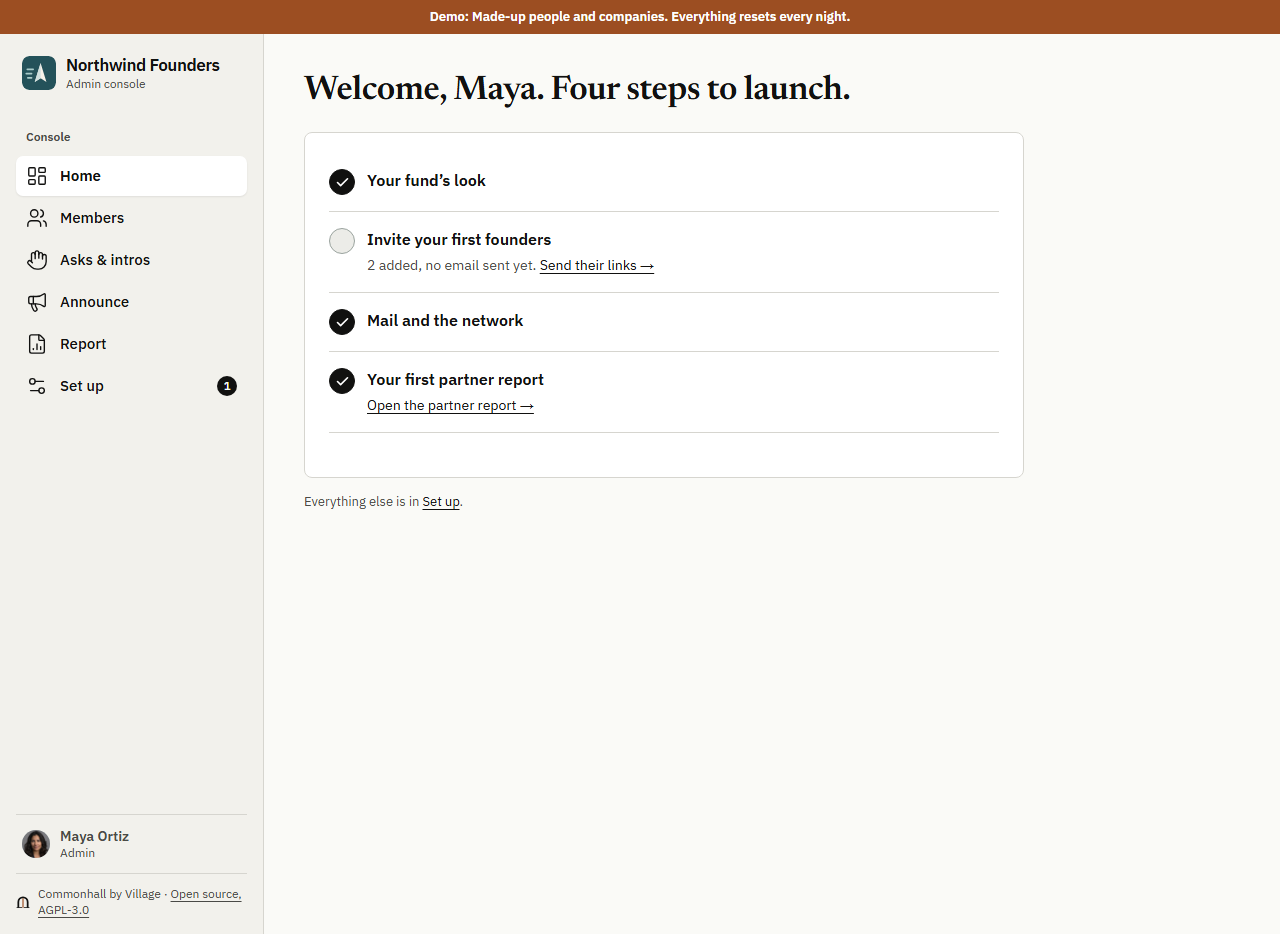 Demo: Made-up people and companies. Everything resets every night.
Northwind Founders
Admin console
Console
Home
Members
Asks & intros
Announce
Report
Set up
1
Maya Ortiz
Admin
Commonhall by Village · Open source,
AGPL-3.0
Welcome, Maya. Four steps to launch.
Your fund’s look
Invite your first founders
2 added, no email sent yet. Send their links →
Mail and the network
Your first partner report
Open the partner report →
Everything else is in Set up.